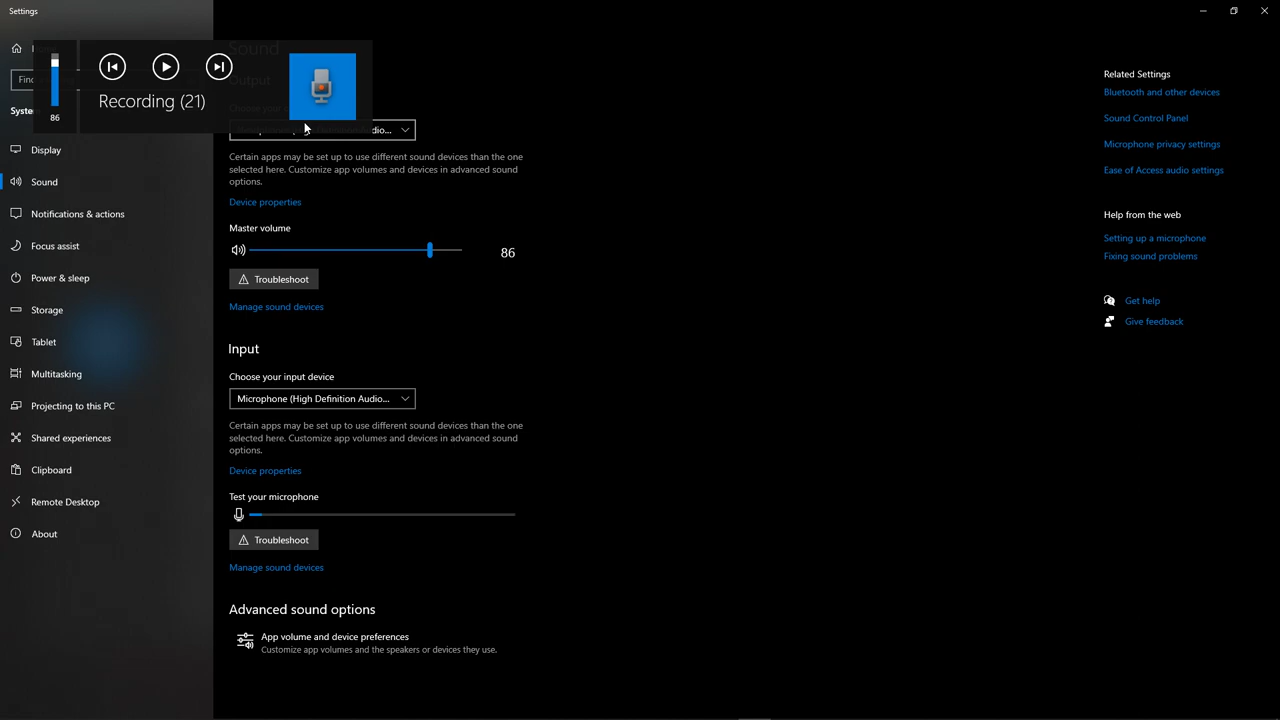 Settings
86
Recording (21)
Sound
Output
Find
System
Display
Sound
Notifications & actions
Focus assist
Power & sleep
Storage
Tablet
Multitasking
Projecting to this PC
Shared experiences
Clipboard
Remote Desktop
About
Choose your
Certain apps may be set up to use different sound devices than the one
selected here. Customize app volumes and devices in advanced sound
options.
Device properties
Master volume
86
Troubleshoot
Manage sound devices
Input
Choose your input device
Microphone (High Definition Audio...
Certain apps may be set up to use different sound devices than the one
selected here. Customize app volumes and devices in advanced sound
options.
Device properties
Test your microphone
Troubleshoot
Manage sound devices
Advanced sound options
App volume and device preferences
Customize app volumes and the speakers or devices they use.
Related Settings
Bluetooth and other devices
Sound Control Panel
Microphone privacy settings
Ease of Access audio settings
Help from the web
Setting up a microphone
Fixing sound problems
Get help
Give feedback